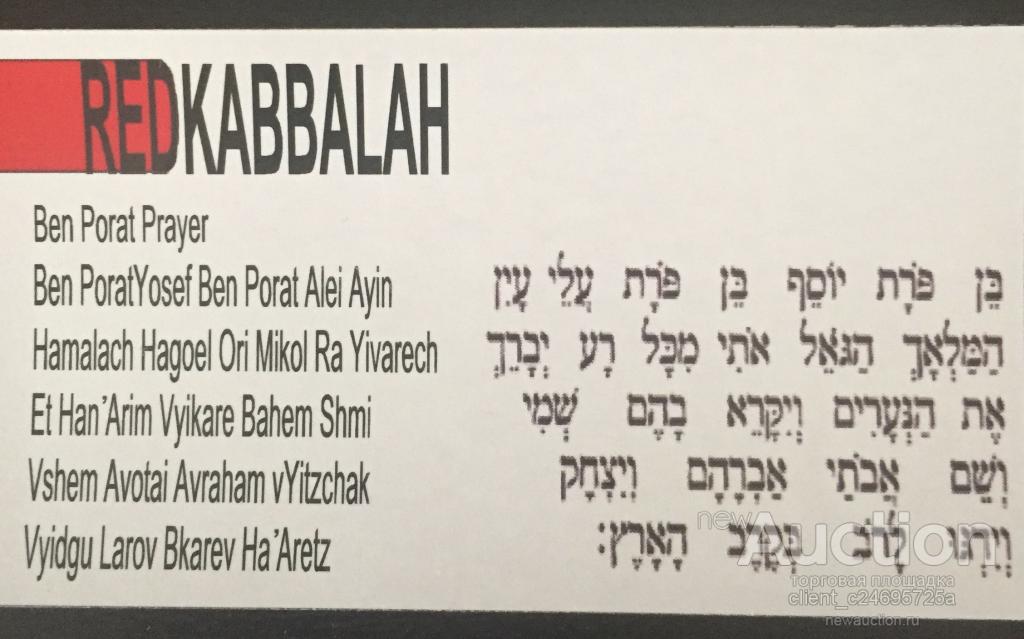 REDKABBALAH
Ben Porat Prayer
Ben PoratYosef Ben Porat Alei Ayin
Hamalach Hagoel Ori Mikol Ra Yivarech
Et Han'Arim Vyikare Bahem Shmi
Vshem Avotai Avraham vYitzchak
Vyidgu Larov Bkarev Ha'Aretz
בֵּן פֹּרָת יוֹסֵף בֵּן פֹּרָת עֲלֵי עָיִן
הַמַּלְאָךְ הַגֹּאֵל אֹתִי מִכָּל רָע יְבָרֵךְ
אֶת הַנְּעָרִים וְיִקָּרֵא בָהֶם שְׁמִי
וְשֵׁם אֲבֹתַי אַבְרָהָם וְיִצְחָק
וְיִדְגּוּ לָרֹב בְּקֶרֶב הָאָרֶץ:
newAuction
торговая площадка
client_c24695725a
newauction.ru